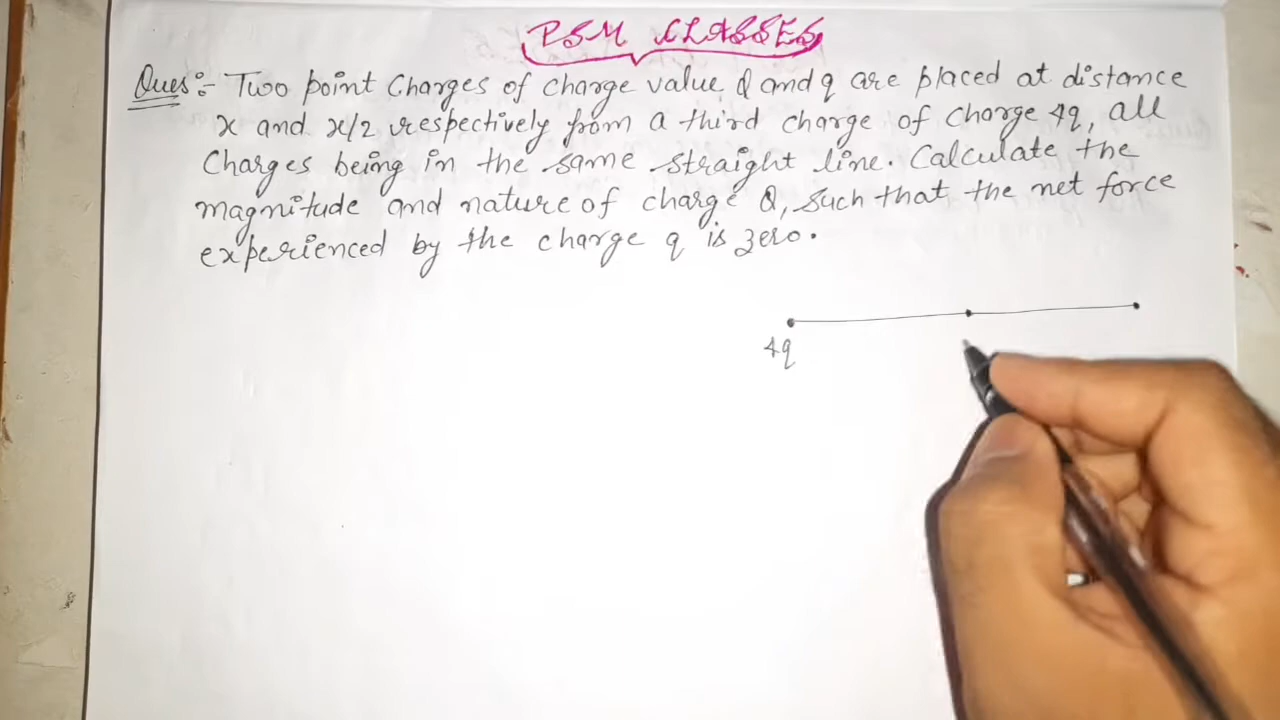 PSM CLASSES
Ques:- Two point Charges of charge value Q and q are placed at distance
x and x/2 respectively from a third charge of Charge 4q, all
Charges being in the same straight line. Calculate the
magnitude and nature of charge Q, such that the net force
experienced by the charge q is zero.
4q